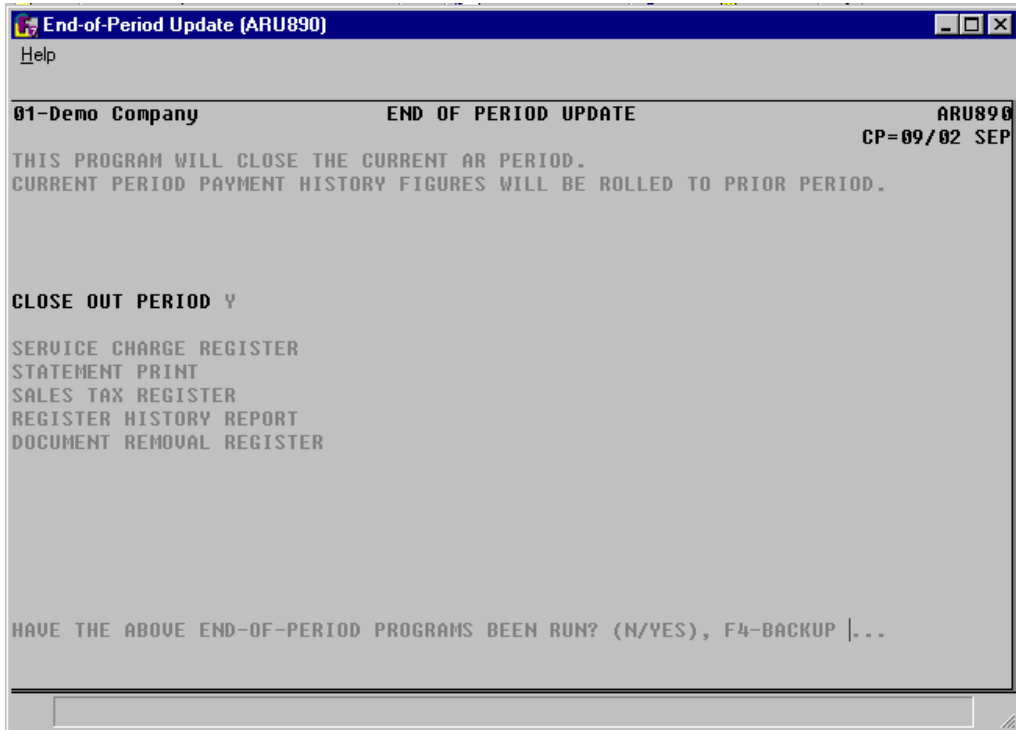 End-of-Period Update (ARU890)
Help
01-Demo Company END OF PERIOD UPDATE ARU890
CP=09/02 SEP
THIS PROGRAM WILL CLOSE THE CURRENT AR PERIOD.
CURRENT PERIOD PAYMENT HISTORY FIGURES WILL BE ROLLED TO PRIOR PERIOD.
CLOSE OUT PERIOD Y
SERVICE CHARGE REGISTER
STATEMENT PRINT
SALES TAX REGISTER
REGISTER HISTORY REPORT
DOCUMENT REMOVAL REGISTER
HAVE THE ABOVE END-OF-PERIOD PROGRAMS BEEN RUN? (N/YES), F4-BACKUP ...